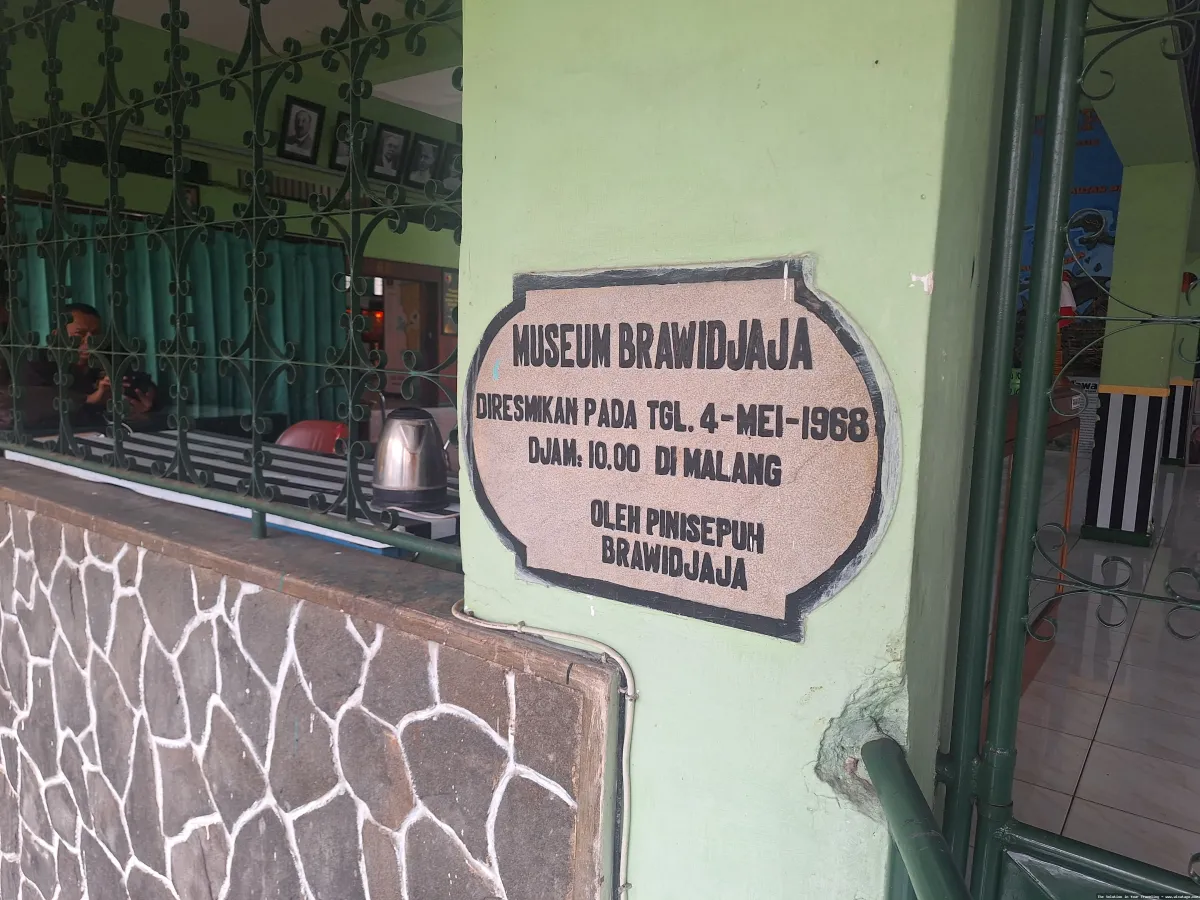 MUSEUM BRAWIDJAJA
DIRESMIKAN PADA TGL. 4-MEI-1968
DJAM: 10.00 DI MALANG
OLEH PINISEPUH
BRAWIDJAJA